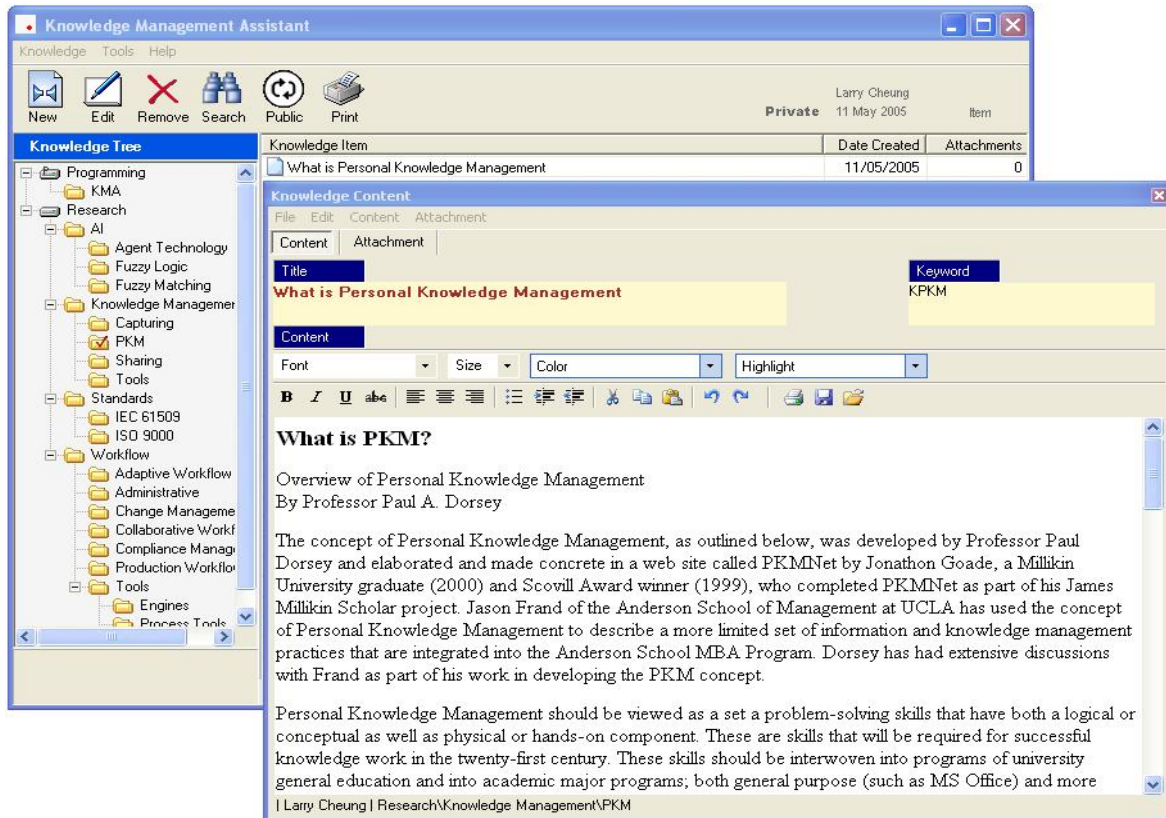 Knowledge Management Assistant
Knowledge Tools Help
New Edit Remove Search Public Print
Larry Cheung
Private 11 May 2005 Item
Knowledge Tree
Programming
KMA
Research
AI
Agent Technology
Fuzzy Logic
Fuzzy Matching
Knowledge Managemer
Capturing
PKM
Sharing
Tools
Standards
IEC 61509
ISO 9000
Workflow
Adaptive Workflow
Administrative
Change Manageme
Collaborative Workf
Compliance Manag
Production Workflo
Tools
Engines
Process Tools
Knowledge Item Date Created Attachments
What is Personal Knowledge Management 11/05/2005 0
Knowledge Content
File Edit Content Attachment
Content Attachment
Title Keyword
What is Personal Knowledge Management KPKM
Content
Font Size Color Highlight
B I U abc
What is PKM?
Overview of Personal Knowledge Management
By Professor Paul A. Dorsey
The concept of Personal Knowledge Management, as outlined below, was developed by Professor Paul
Dorsey and elaborated and made concrete in a web site called PKMNet by Jonathon Goade, a Millikin
University graduate (2000) and Scovill Award winner (1999), who completed PKMNet as part of his James
Millikin Scholar project. Jason Frand of the Anderson School of Management at UCLA has used the concept
of Personal Knowledge Management to describe a more limited set of information and knowledge management
practices that are integrated into the Anderson School MBA Program. Dorsey has had extensive discussions
with Frand as part of his work in developing the PKM concept.
Personal Knowledge Management should be viewed as a set a problem-solving skills that have both a logical or
conceptual as well as physical or hands-on component. These are skills that will be required for successful
knowledge work in the twenty-first century. These skills should be interwoven into programs of university
general education and into academic major programs; both general purpose (such as MS Office) and more
| Larry Cheung | Research\Knowledge Management\PKM